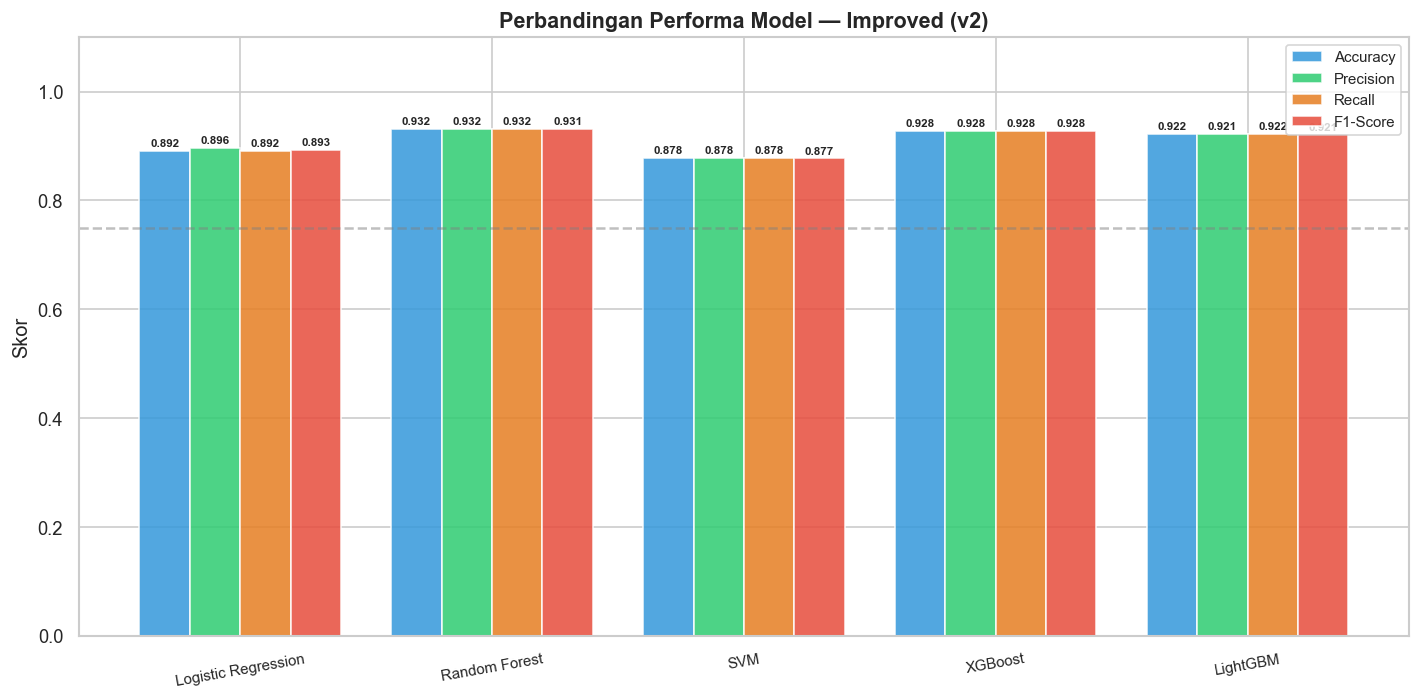 Perbandingan Performa Model — Improved (v2)
Accuracy
Precision
Recall
F1-Score
Skor
1.0
0.8
0.6
0.4
0.2
0.0
0.892 0.896 0.892 0.893
0.932 0.932 0.932 0.931
0.878 0.878 0.878 0.877
0.928 0.928 0.928 0.928
0.922 0.921 0.922 0.921
Logistic Regression
Random Forest
SVM
XGBoost
LightGBM